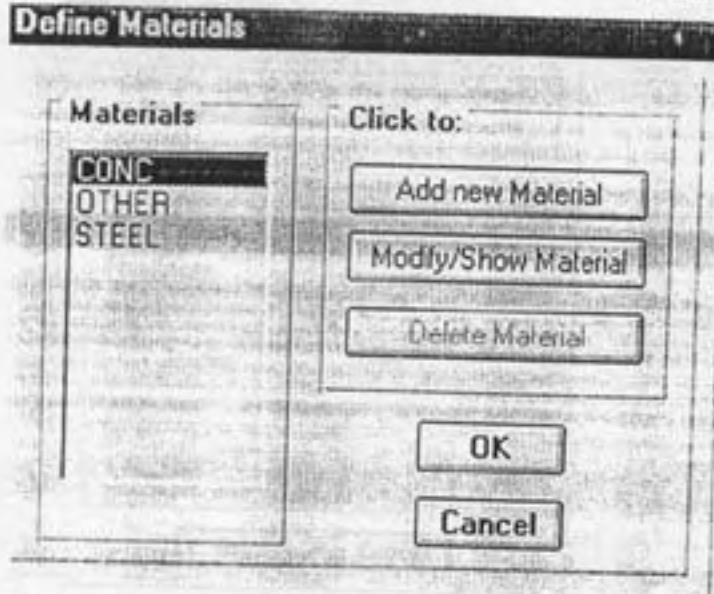 Define Materials
Materials
CONC
OTHER
STEEL
Click to:
Add new Material
Modify/Show Material
Delete Material
OK
Cancel